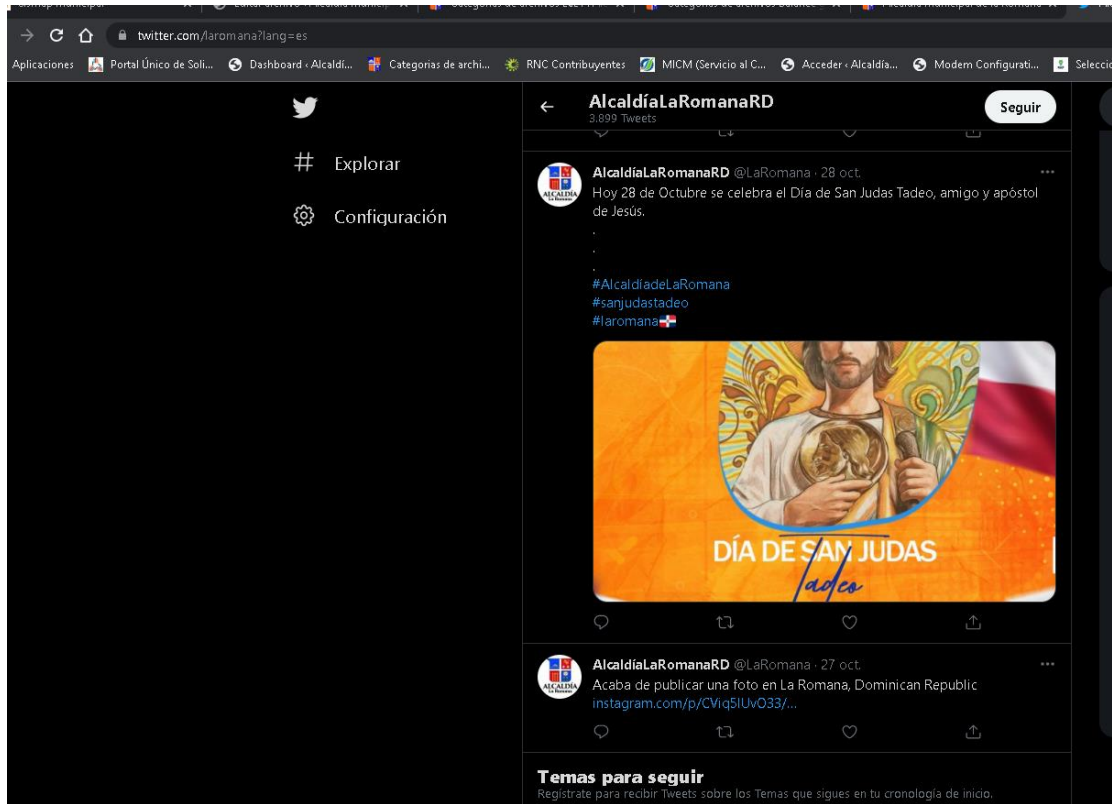 twitter.com/laromana?lang=es
Aplicaciones Portal Único de Soli... Dashboard ‹ Alcaldí... Categorias de archi... RNC Contribuyentes MICM (Servicio al C... Acceder ‹ Alcaldía... Modem Configurati... Selecció
AlcaldíaLaRomanaRD
3.899 Tweets
Seguir
Explorar
Configuración
AlcaldíaLaRomanaRD @LaRomana · 28 oct.
Hoy 28 de Octubre se celebra el Día de San Judas Tadeo, amigo y apóstol
de Jesús.
.
.
.
#AlcaldíadeLaRomana
#sanjudastadeo
#laromana
DÍA DE SAN JUDAS
Tadeo
AlcaldíaLaRomanaRD @LaRomana · 27 oct.
Acaba de publicar una foto en La Romana, Dominican Republic
instagram.com/p/CViq5IUvO33/...
Temas para seguir
Regístrate para recibir Tweets sobre los Temas que sigues en tu cronología de inicio.